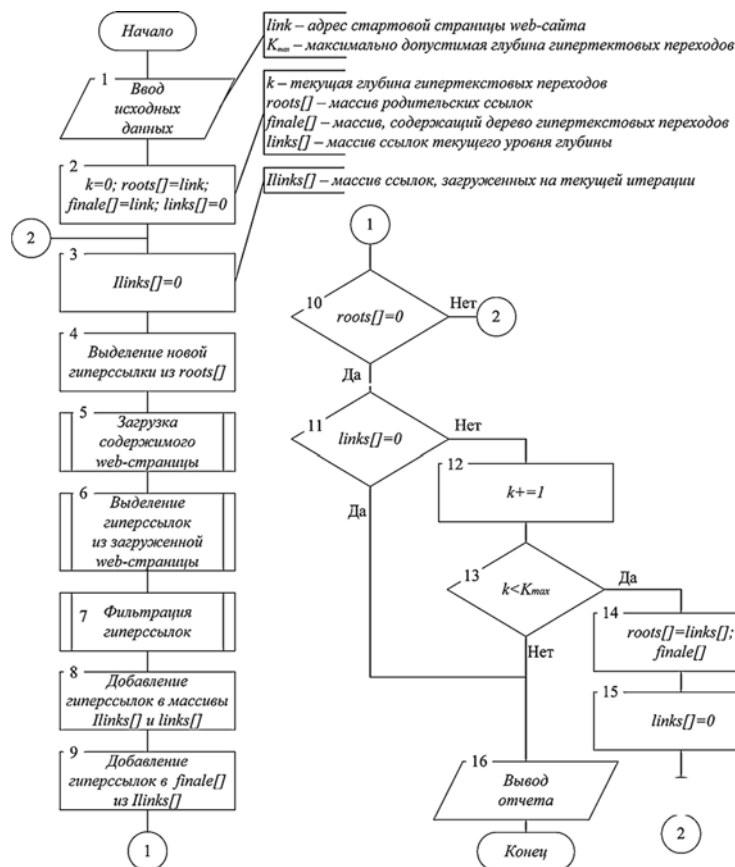 Начало
link – адрес стартовой страницы web-сайта
Kmax – максимально допустимая глубина гипертектовых переходов
1
Ввод
исходных
данных
k – текущая глубина гипертекстовых переходов
roots[] – массив родительских ссылок
finale[] – массив, содержащий дерево гипертекстовых переходов
links[] – массив ссылок текущего уровня глубины
2
k=0; roots[]=link;
finale[]=link; links[]=0
Ilinks[] – массив ссылок, загруженных на текущей итерации
2
3
Ilinks[]=0
4
Выделение новой
гиперссылки из roots[]
5
Загрузка
содержимого
web-страницы
6
Выделение
гиперссылок
из загруженной
web-страницы
7
Фильтрация
гиперссылок
8
Добавление
гиперссылок в массивы
Ilinks[] и links[]
9
Добавление
гиперссылок в finale[]
из Ilinks[]
1
1
10
roots[]=0
Нет
2
Да
11
links[]=0
Нет
Да
12
k+=1
13
k<Kmax
Да
Нет
14
roots[]=links[];
finale[]
15
links[]=0
2
16
Вывод
отчета
Конец